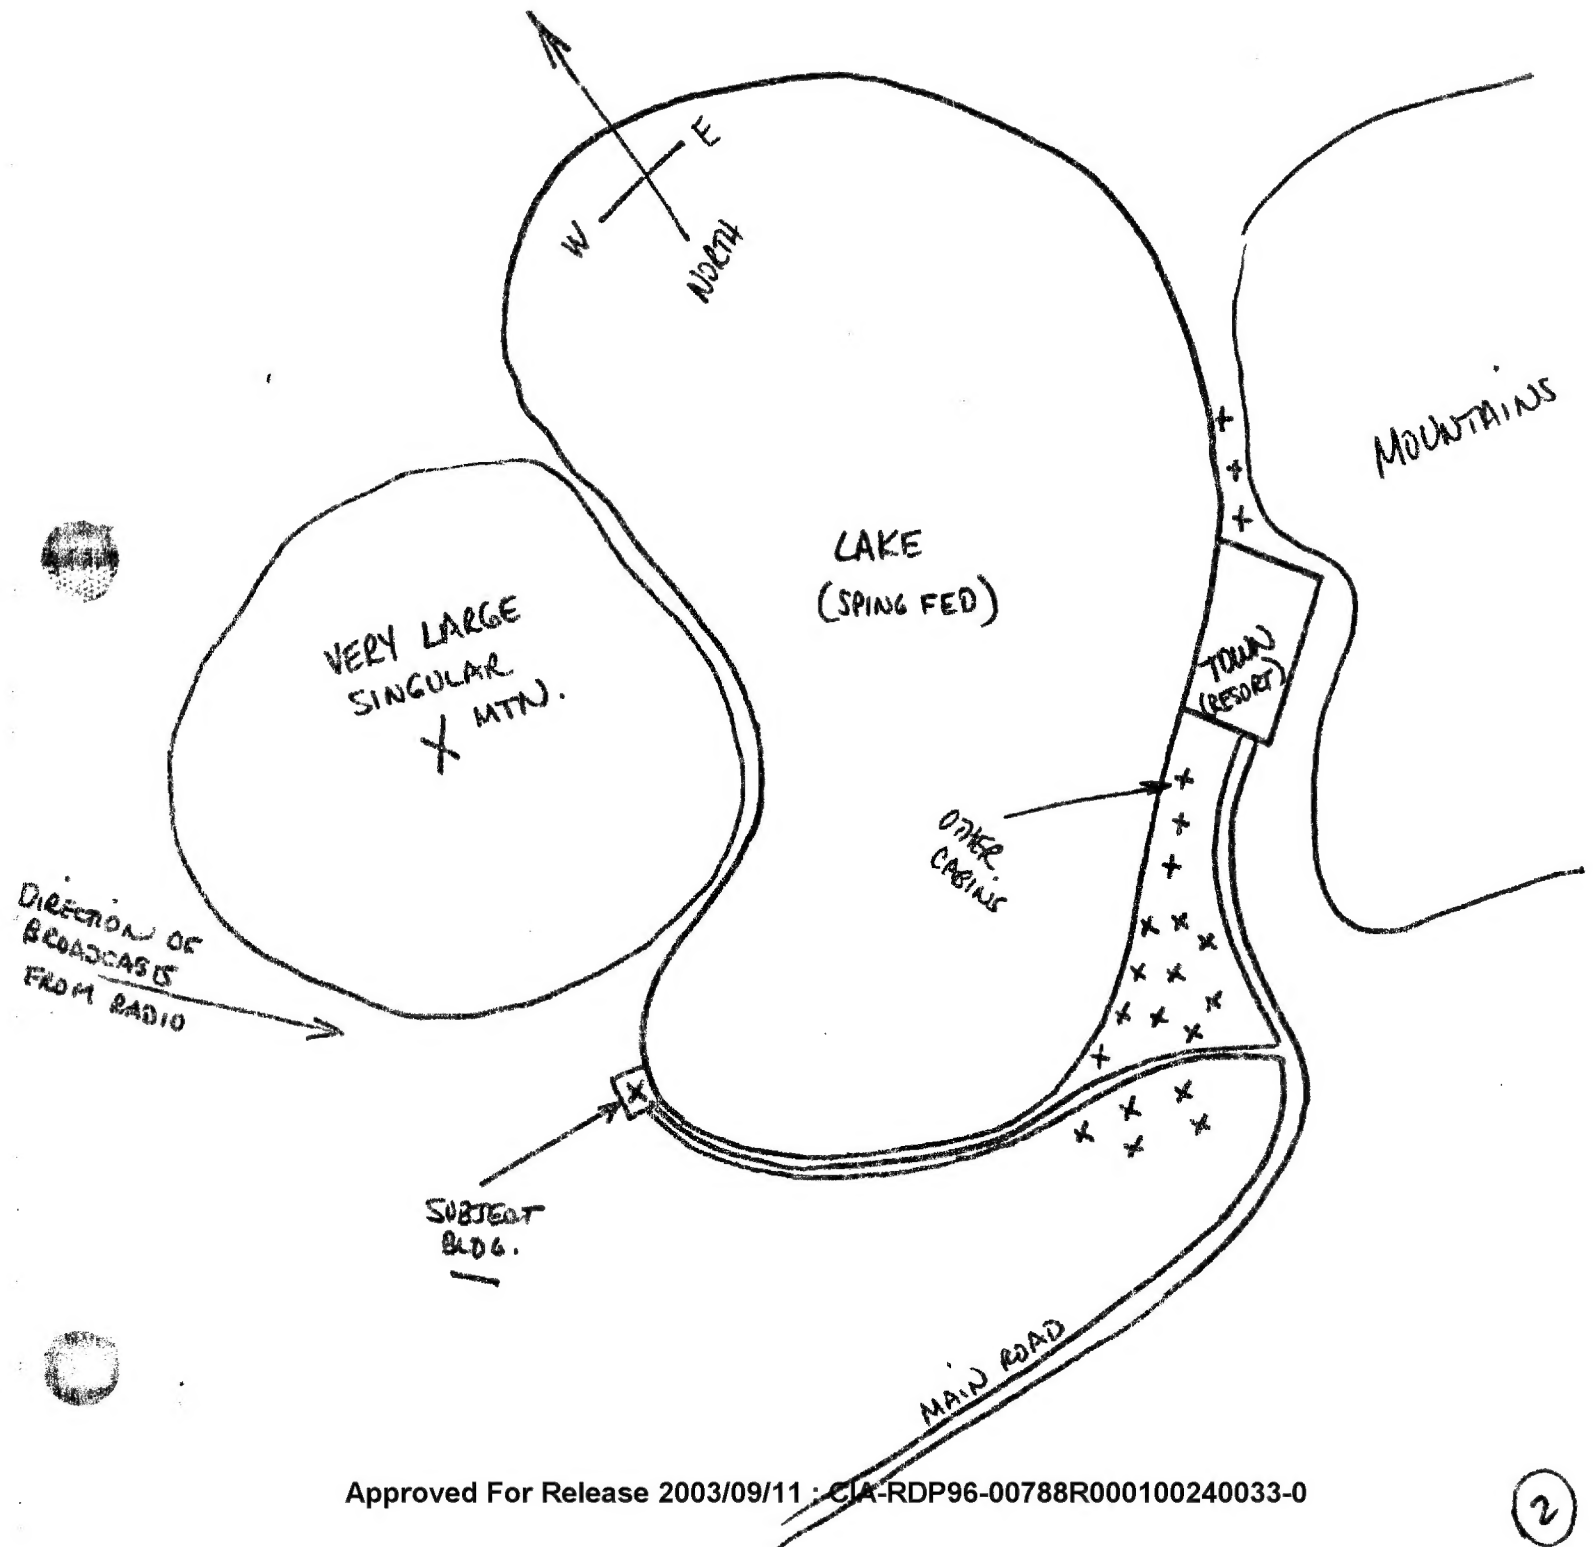 E
W
NORTH
MOUNTAINS
LAKE
(SPING FED)
VERY LARGE
SINGULAR
MTN.
X
TOWN
(RESORT)
OTHER
CABINS
DIRECTION OF
BROADCASTS
FROM RADIO
SUBJECT
BLDG.
MAIN ROAD
Approved For Release 2003/09/11 : CIA-RDP96-00788R000100240033-0
2